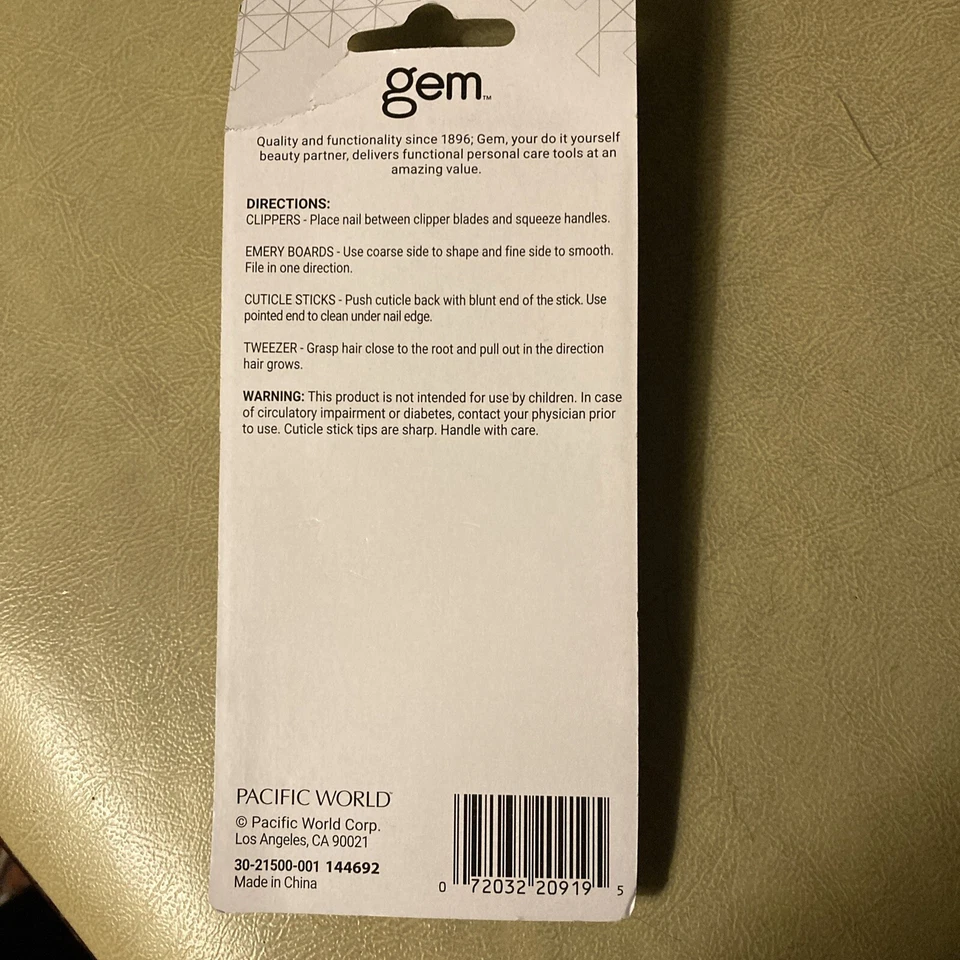 gem™
Quality and functionality since 1896; Gem, your do it yourself
beauty partner, delivers functional personal care tools at an
amazing value.
DIRECTIONS:
CLIPPERS - Place nail between clipper blades and squeeze handles.
EMERY BOARDS - Use coarse side to shape and fine side to smooth.
File in one direction.
CUTICLE STICKS - Push cuticle back with blunt end of the stick. Use
pointed end to clean under nail edge.
TWEEZER - Grasp hair close to the root and pull out in the direction
hair grows.
WARNING: This product is not intended for use by children. In case
of circulatory impairment or diabetes, contact your physician prior
to use. Cuticle stick tips are sharp. Handle with care.
PACIFIC WORLD™
© Pacific World Corp.
Los Angeles, CA 90021
30-21500-001 144692
Made in China
0 72032 20919 5